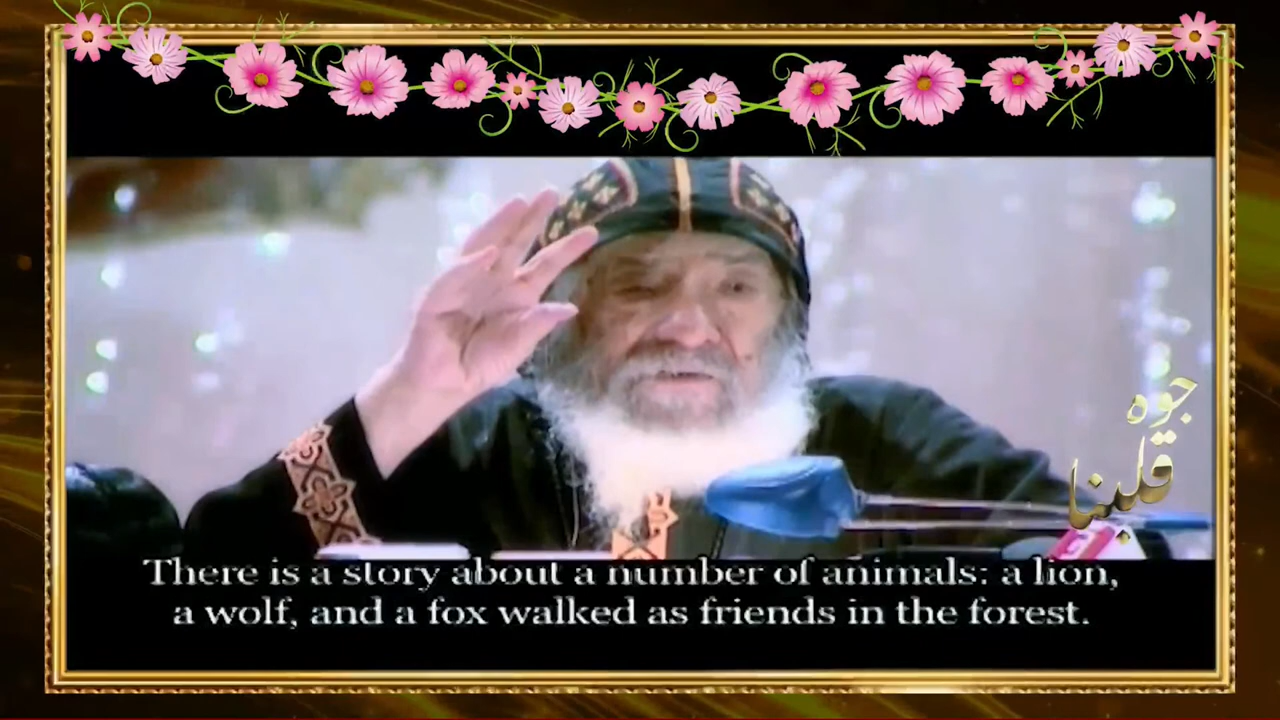 جوه
قلبنا
There is a story about a number of animals: a lion,
a wolf, and a fox walked as friends in the forest.